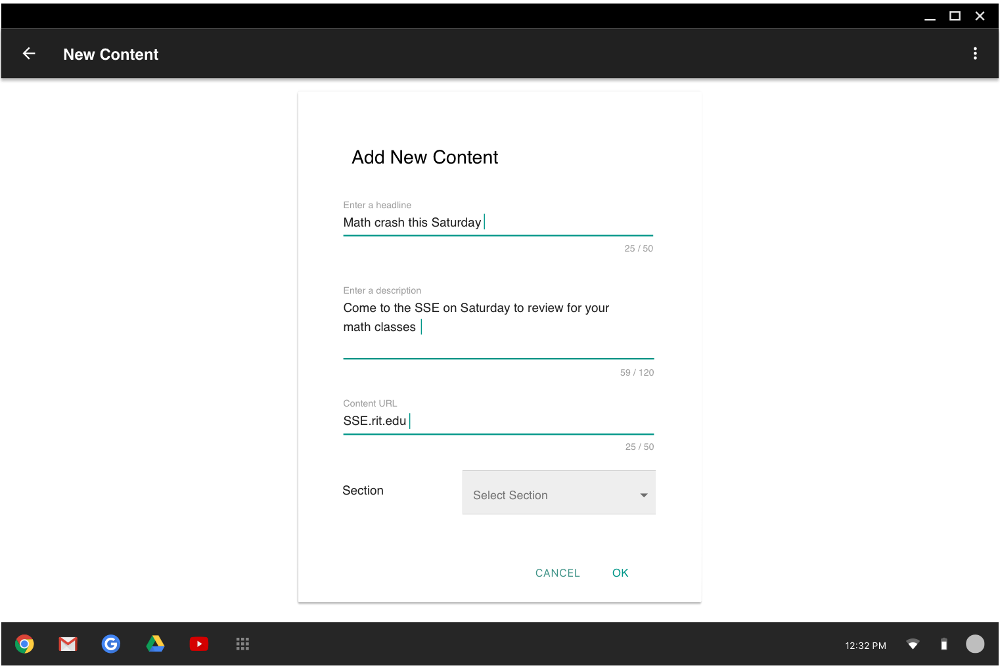 New Content
Add New Content
Enter a headline
Math crash this Saturday
25 / 50
Enter a description
Come to the SSE on Saturday to review for your
math classes
59 / 120
Content URL
SSE.rit.edu
25 / 50
Section
Select Section
CANCEL OK
12:32 PM